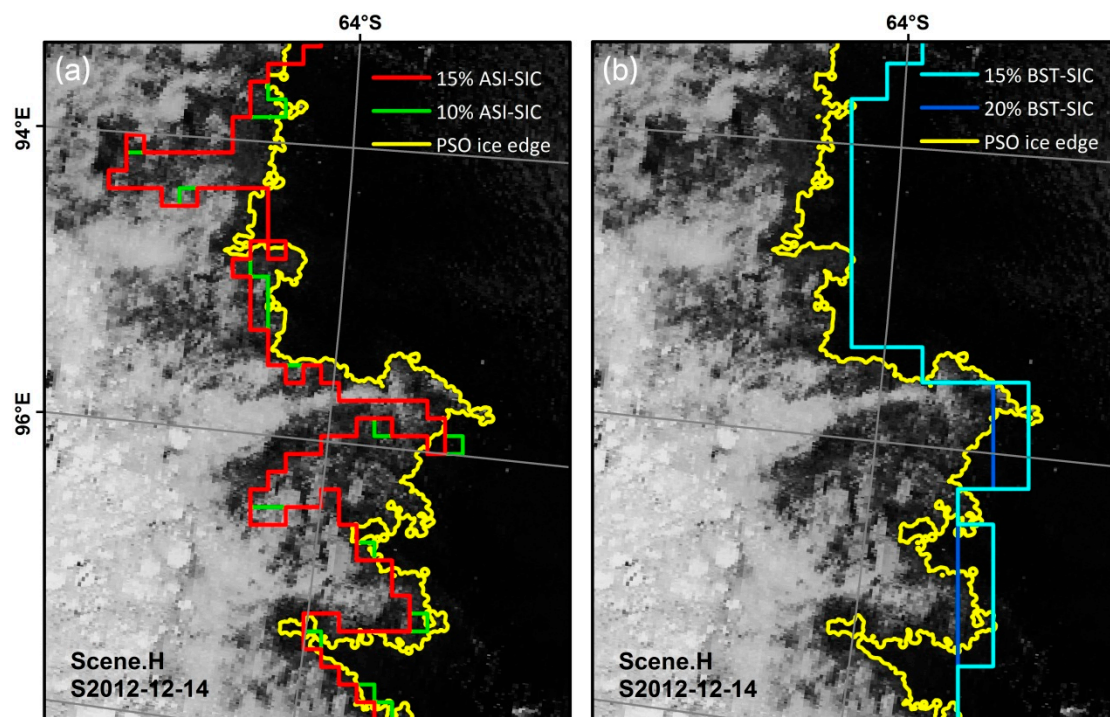 64°S
64°S
(a)
15% ASI-SIC
10% ASI-SIC
PSO ice edge
(b)
15% BST-SIC
20% BST-SIC
PSO ice edge
94°E
96°E
Scene.H
S2012-12-14
Scene.H
S2012-12-14